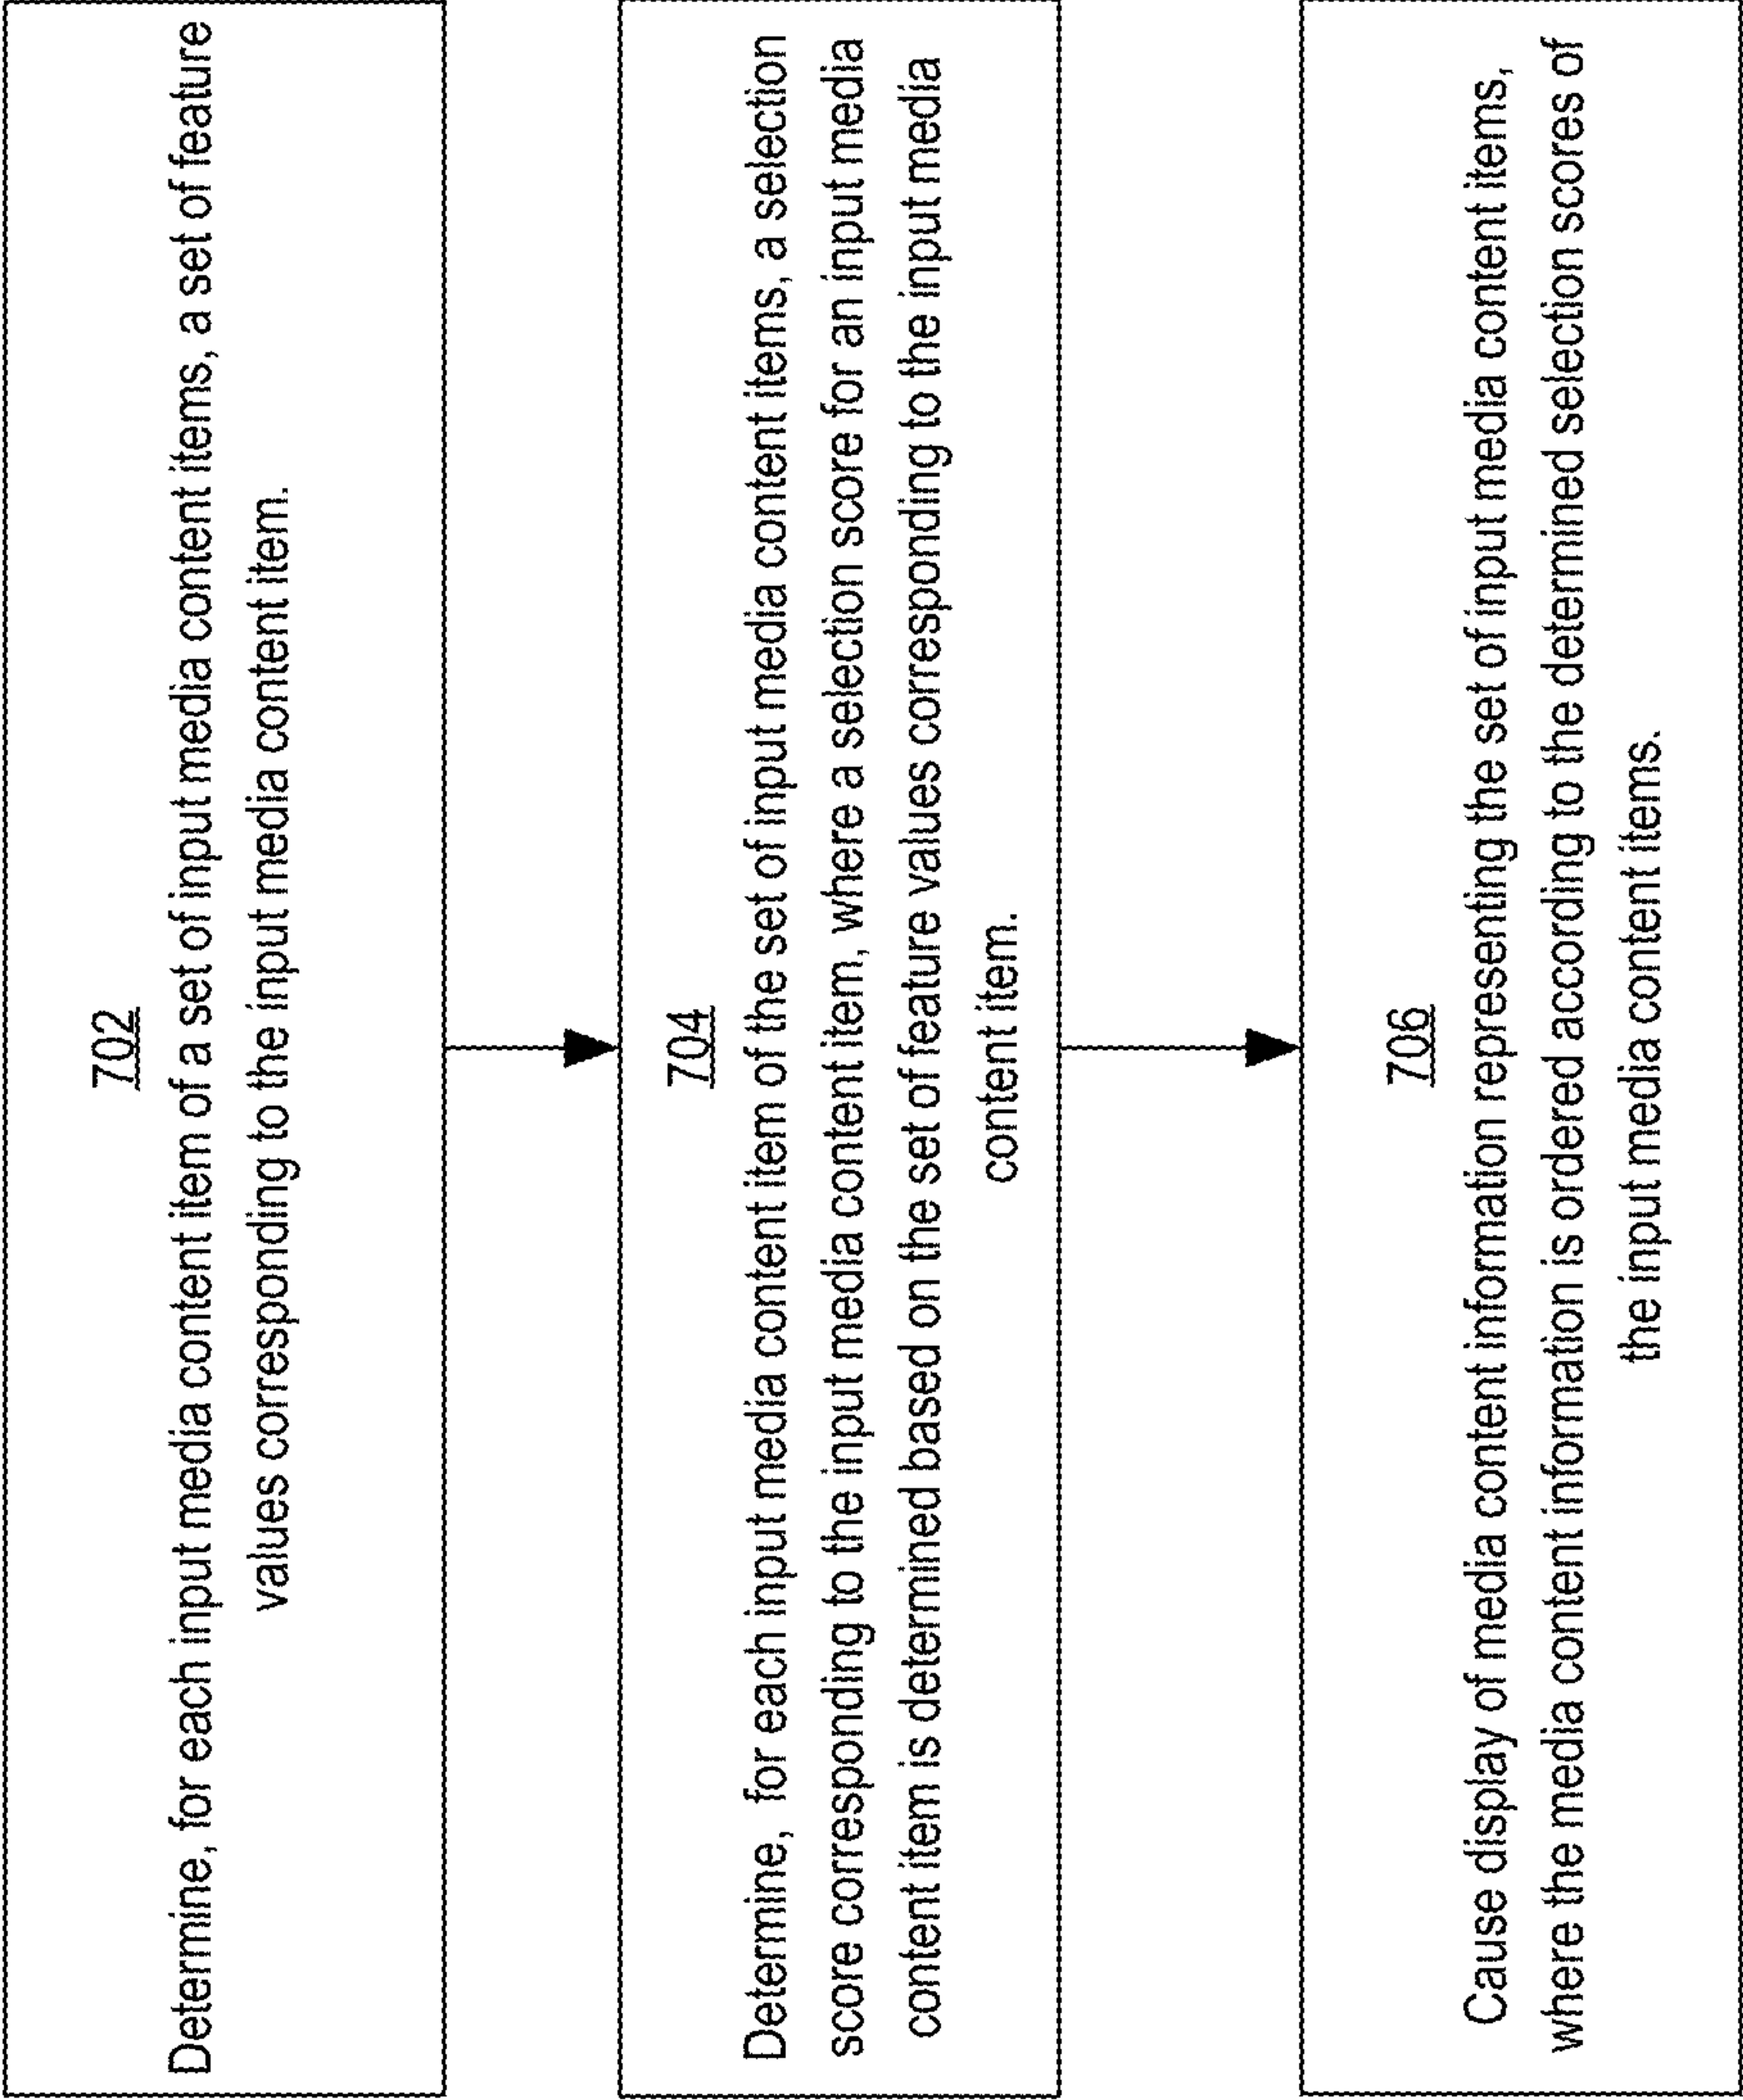 702
Determine, for each input media content item of a set of input media content items, a set of feature
values corresponding to the input media content item.
704
Determine, for each input media content item of the set of input media content items, a selection
score corresponding to the input media content item, where a selection score for an input media
content item is determined based on the set of feature values corresponding to the input media
content item.
706
Cause display of media content information representing the set of input media content items,
where the media content information is ordered according to the determined selection scores of
the input media content items.